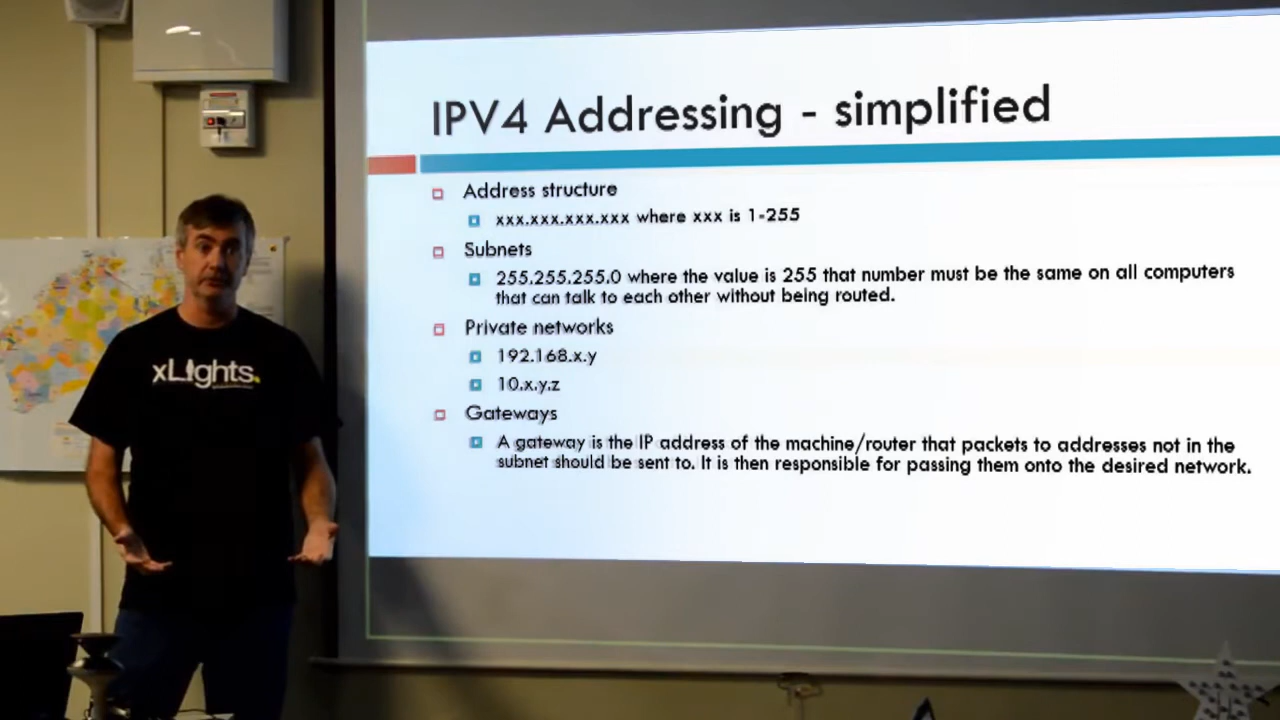 IPV4 Addressing - simplified
Address structure
xxx.xxx.xxx.xxx where xxx is 1-255
Subnets
255.255.255.0 where the value is 255 that number must be the same on all computers
that can talk to each other without being routed.
Private networks
192.168.x.y
10.x.y.z
Gateways
A gateway is the IP address of the machine/router that packets to addresses not in the
subnet should be sent to. It is then responsible for passing them onto the desired network.
xLights.